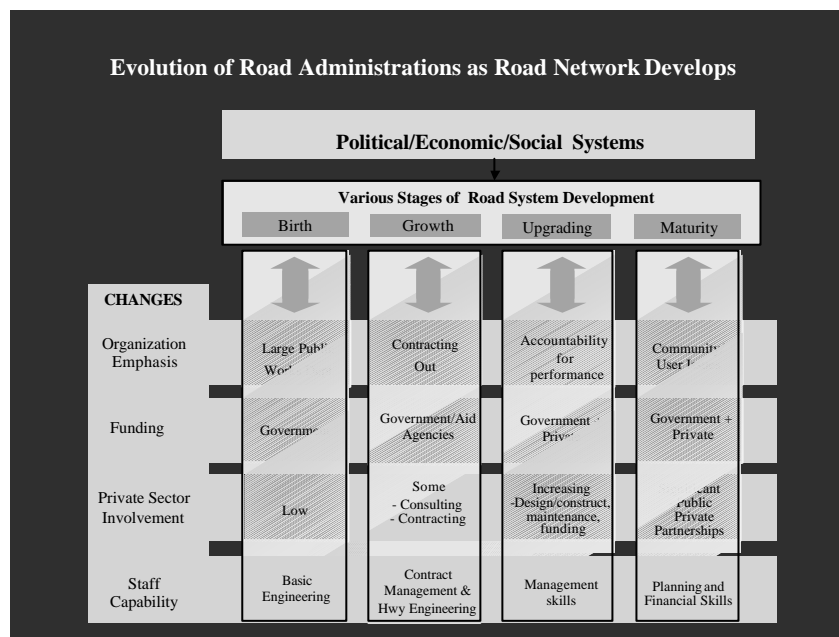 Evolution of Road Administrations as Road Network Develops
Political/Economic/Social Systems
Various Stages of Road System Development
Birth
Growth
Upgrading
Maturity
CHANGES
Organization
Emphasis
Large
Contracting
Out
Accountability
for
performance
Community
User
Funding
Government/Aid
Agencies
Government +
Private
Private Sector
Involvement
Low
Some
- Consulting
- Contracting
Increasing
-Design/construct,
maintenance,
funding
Public
Private
Partnerships
Staff
Capability
Basic
Engineering
Contract
Management &
Hwy Engineering
Management
skills
Planning and
Financial Skills